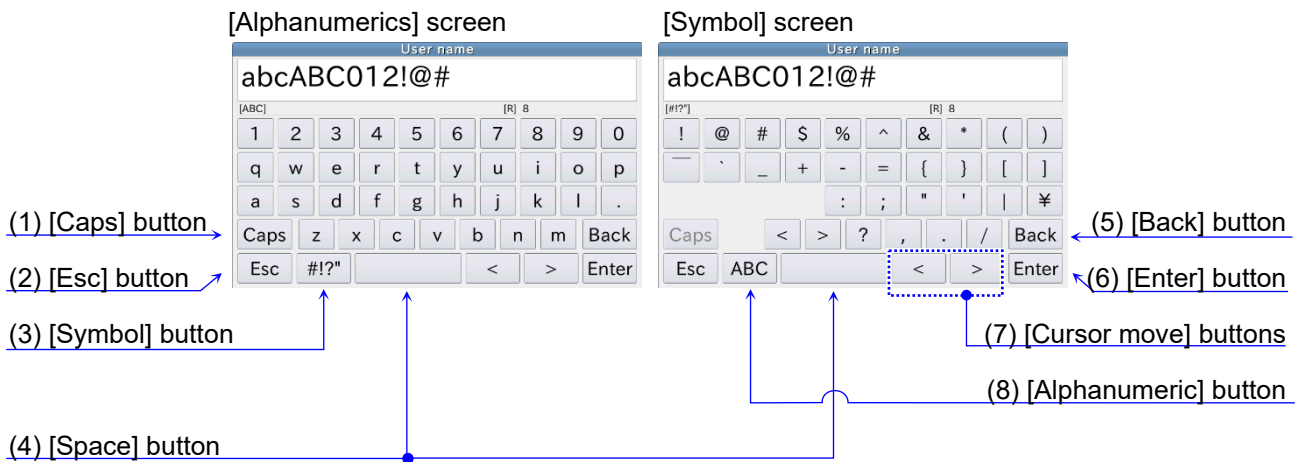 [Alphanumerics] screen
[Symbol] screen
User name
abcABC012!@#
[ABC] [R] 8
1 2 3 4 5 6 7 8 9 0
q w e r t y u i o p
a s d f g h j k l .
Caps z x c v b n m Back
Esc #!?" < > Enter
User name
abcABC012!@#
[#!?"] [R] 8
! @ # $ % ^ & * ( )
‾ ` _ + - = { } [ ]
: ; " ' | ¥
Caps < > ? , . / Back
Esc ABC < > Enter
(1) [Caps] button
(2) [Esc] button
(3) [Symbol] button
(4) [Space] button
(5) [Back] button
(6) [Enter] button
(7) [Cursor move] buttons
(8) [Alphanumeric] button